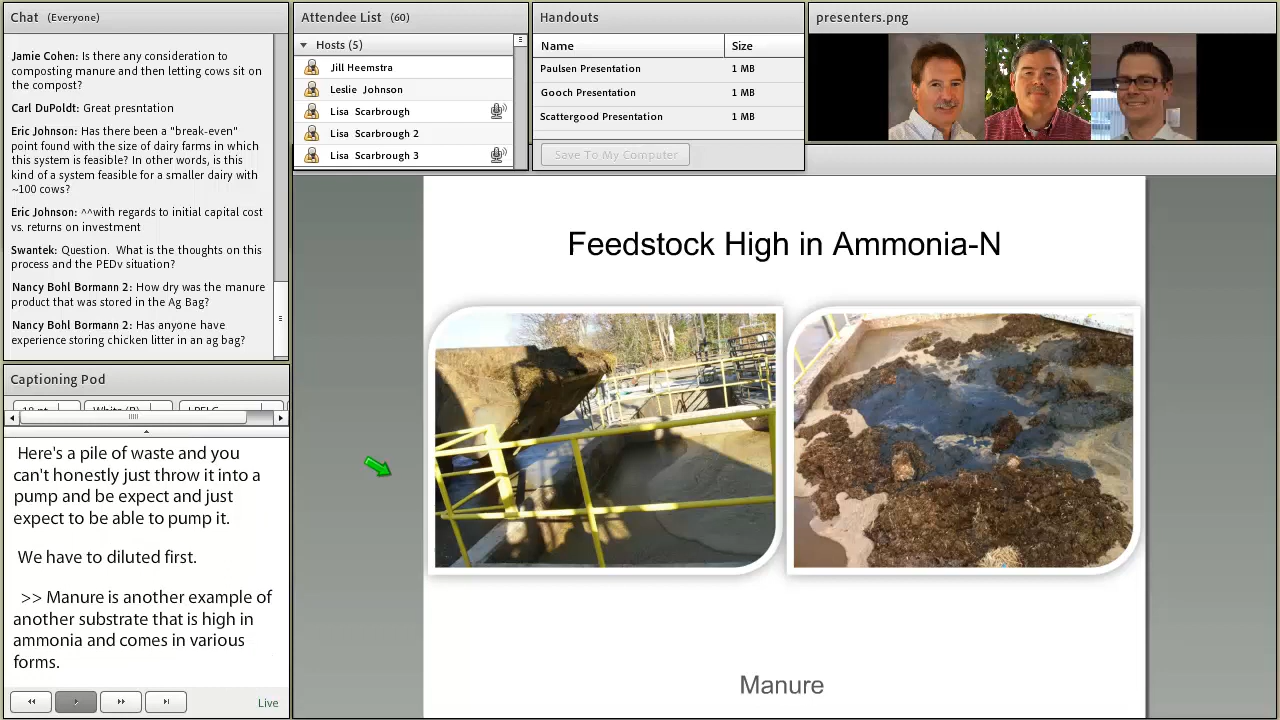 Chat (Everyone)
Jamie Cohen: Is there any consideration to
composting manure and then letting cows sit on
the compost?
Carl DuPoldt: Great presntation
Eric Johnson: Has there been a "break-even"
point found with the size of dairy farms in which
this system is feasible? In other words, is this
kind of a system feasible for a smaller dairy with
~100 cows?
Eric Johnson: ^^with regards to initial capital cost
vs. returns on investment
Swantek: Question. What is the thoughts on this
process and the PEDv situation?
Nancy Bohl Bormann 2: How dry was the manure
product that was stored in the Ag Bag?
Nancy Bohl Bormann 2: Has anyone have
experience storing chicken litter in an ag bag?
Captioning Pod
Here's a pile of waste and you
can't honestly just throw it into a
pump and be expect and just
expect to be able to pump it.
We have to diluted first.
>> Manure is another example of
another substrate that is high in
ammonia and comes in various
forms.
Live
Attendee List (60)
Hosts (5)
Jill Heemstra
Leslie Johnson
Lisa Scarbrough
Lisa Scarbrough 2
Lisa Scarbrough 3
Handouts
Name Size
Paulsen Presentation 1 MB
Gooch Presentation 1 MB
Scattergood Presentation 1 MB
Save To My Computer
presenters.png
Feedstock High in Ammonia-N
Manure